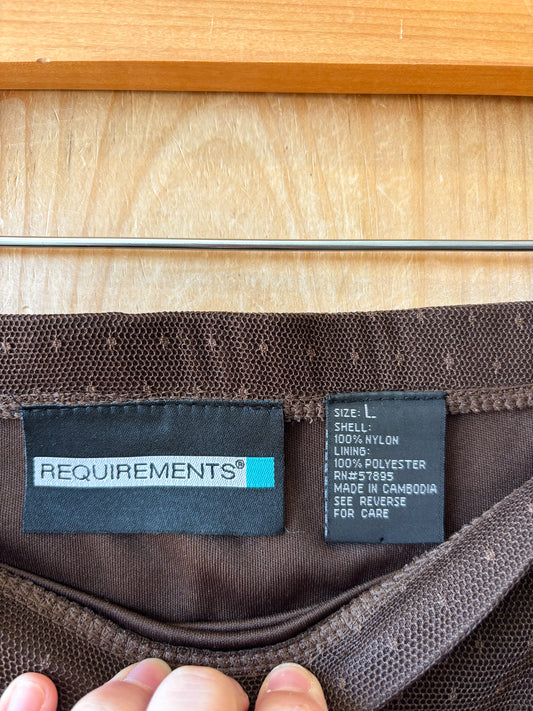 REQUIREMENTS®
SIZE: L
SHELL:
100% NYLON
LINING:
100% POLYESTER
RN#57895
MADE IN CAMBODIA
SEE REVERSE
FOR CARE